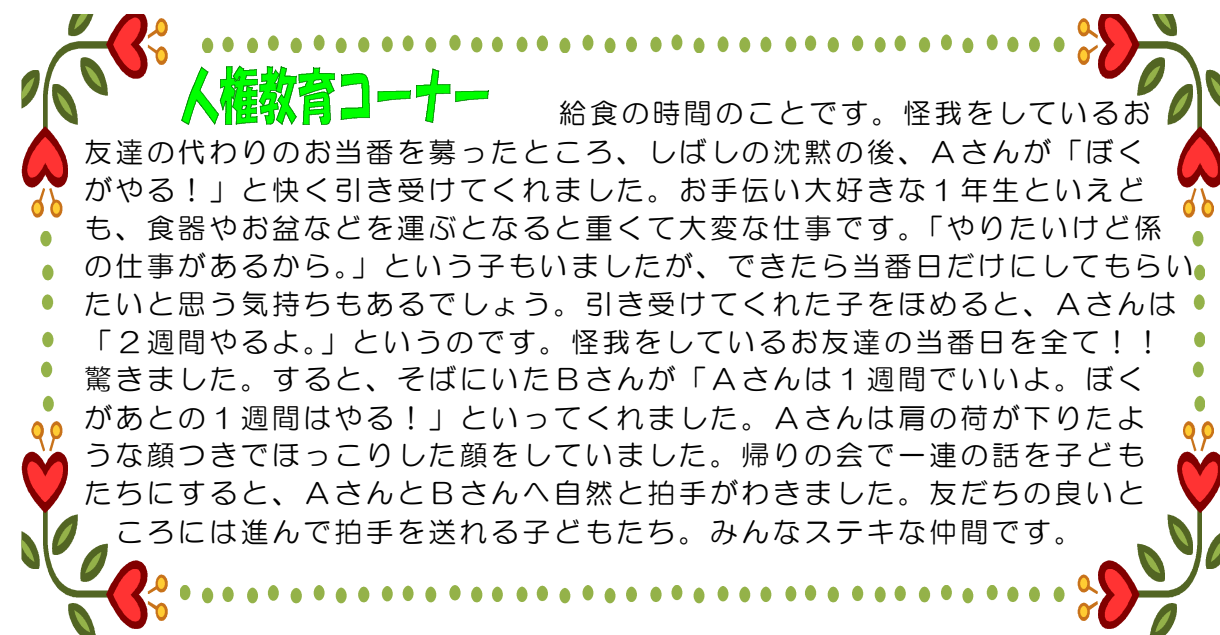 人権教育コーナー
給食の時間のことです。怪我をしているお
友達の代わりのお当番を募ったところ、しばしの沈黙の後、Ａさんが「ぼく
がやる！」と快く引き受けてくれました。お手伝い大好きな１年生といえど
も、食器やお盆などを運ぶとなると重くて大変な仕事です。「やりたいけど係
の仕事があるから。」という子もいましたが、できたら当番日だけにしてもらい
たいと思う気持ちもあるでしょう。引き受けてくれた子をほめると、Ａさんは
「２週間やるよ。」というのです。怪我をしているお友達の当番日を全て！！
驚きました。すると、そばにいたＢさんが「Ａさんは１週間でいいよ。ぼく
があとの１週間はやる！」といってくれました。Ａさんは肩の荷が下りたよ
うな顔つきでほっこりした顔をしていました。帰りの会で一連の話を子ども
たちにすると、ＡさんとＢさんへ自然と拍手がわきました。友だちの良いと
ころには進んで拍手を送れる子どもたち。みんなステキな仲間です。